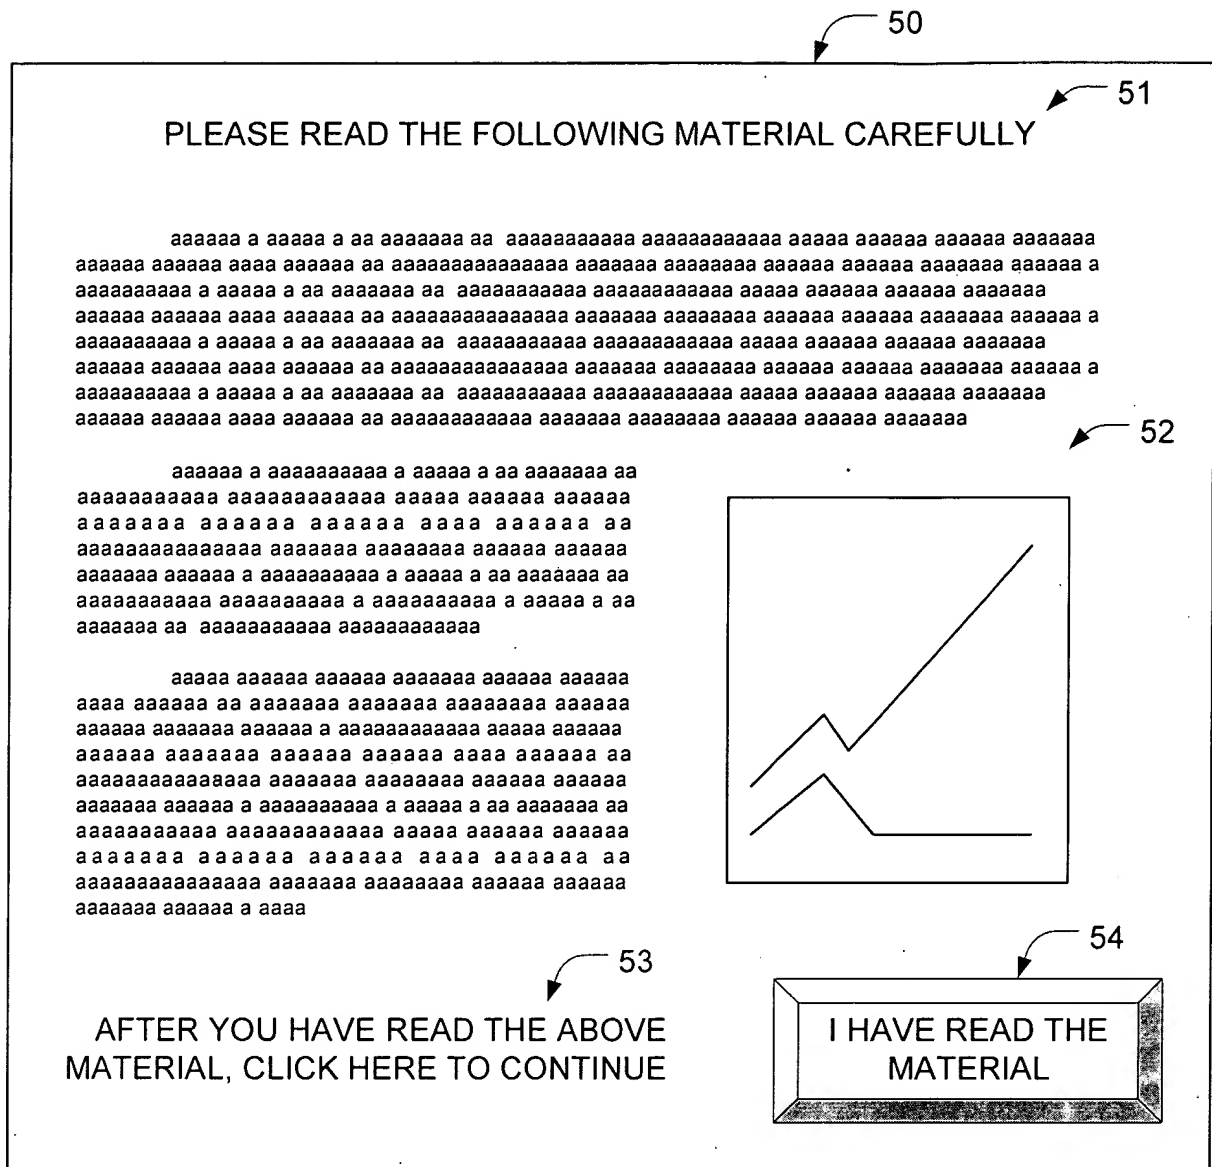 50
51
PLEASE READ THE FOLLOWING MATERIAL CAREFULLY
aaaaaa a aaaaa a aa aaaaaaa aa aaaaaaaaaaa aaaaaaaaaaaa aaaaa aaaaaa aaaaaa aaaaaaa
aaaaaa aaaaaa aaaa aaaaaa aa aaaaaaaaaaaaaaa aaaaaaa aaaaaaaa aaaaaa aaaaaa aaaaaaa aaaaaa a
aaaaaaaaaa a aaaaa a aa aaaaaaa aa aaaaaaaaaaa aaaaaaaaaaaa aaaaa aaaaaa aaaaaa aaaaaaa
aaaaaa aaaaaa aaaa aaaaaa aa aaaaaaaaaaaaaaa aaaaaaa aaaaaaaa aaaaaa aaaaaa aaaaaaa aaaaaa a
aaaaaaaaaa a aaaaa a aa aaaaaaa aa aaaaaaaaaaa aaaaaaaaaaaa aaaaa aaaaaa aaaaaa aaaaaaa
aaaaaa aaaaaa aaaa aaaaaa aa aaaaaaaaaaaaaaa aaaaaaa aaaaaaaa aaaaaa aaaaaa aaaaaaa aaaaaa a
aaaaaaaaaa a aaaaa a aa aaaaaaa aa aaaaaaaaaaa aaaaaaaaaaaa aaaaa aaaaaa aaaaaa aaaaaaa
aaaaaa aaaaaa aaaa aaaaaa aa aaaaaaaaaaaa aaaaaaa aaaaaaaa aaaaaa aaaaaa aaaaaaa
52
aaaaaa a aaaaaaaaaa a aaaaa a aa aaaaaaa aa
aaaaaaaaaaa aaaaaaaaaaaa aaaaa aaaaaa aaaaaa
aaaaaaa aaaaaa aaaaaa aaaa aaaaaa aa
aaaaaaaaaaaaaaa aaaaaaa aaaaaaaa aaaaaa aaaaaa
aaaaaaa aaaaaa a aaaaaaaaaa a aaaaa a aa aaaaaaa aa
aaaaaaaaaaa aaaaaaaaaa a aaaaaaaaaa a aaaaa a aa
aaaaaaa aa aaaaaaaaaaa aaaaaaaaaaaa
aaaaa aaaaaa aaaaaa aaaaaaa aaaaaa aaaaaa
aaaa aaaaaa aa aaaaaaa aaaaaaa aaaaaaaa aaaaaa
aaaaaa aaaaaaa aaaaaa a aaaaaaaaaaaa aaaaa aaaaaa
aaaaaa aaaaaaa aaaaaa aaaaaa aaaa aaaaaa aa
aaaaaaaaaaaaaaa aaaaaaa aaaaaaaa aaaaaa aaaaaa
aaaaaaa aaaaaa a aaaaaaaaaa a aaaaa a aa aaaaaaa aa
aaaaaaaaaaa aaaaaaaaaaaa aaaaa aaaaaa aaaaaa
aaaaaaa aaaaaa aaaaaa aaaa aaaaaa aa
aaaaaaaaaaaaaaa aaaaaaa aaaaaaaa aaaaaa aaaaaa
aaaaaaa aaaaaa a aaaa
53
AFTER YOU HAVE READ THE ABOVE
MATERIAL, CLICK HERE TO CONTINUE
54
I HAVE READ THE
MATERIAL